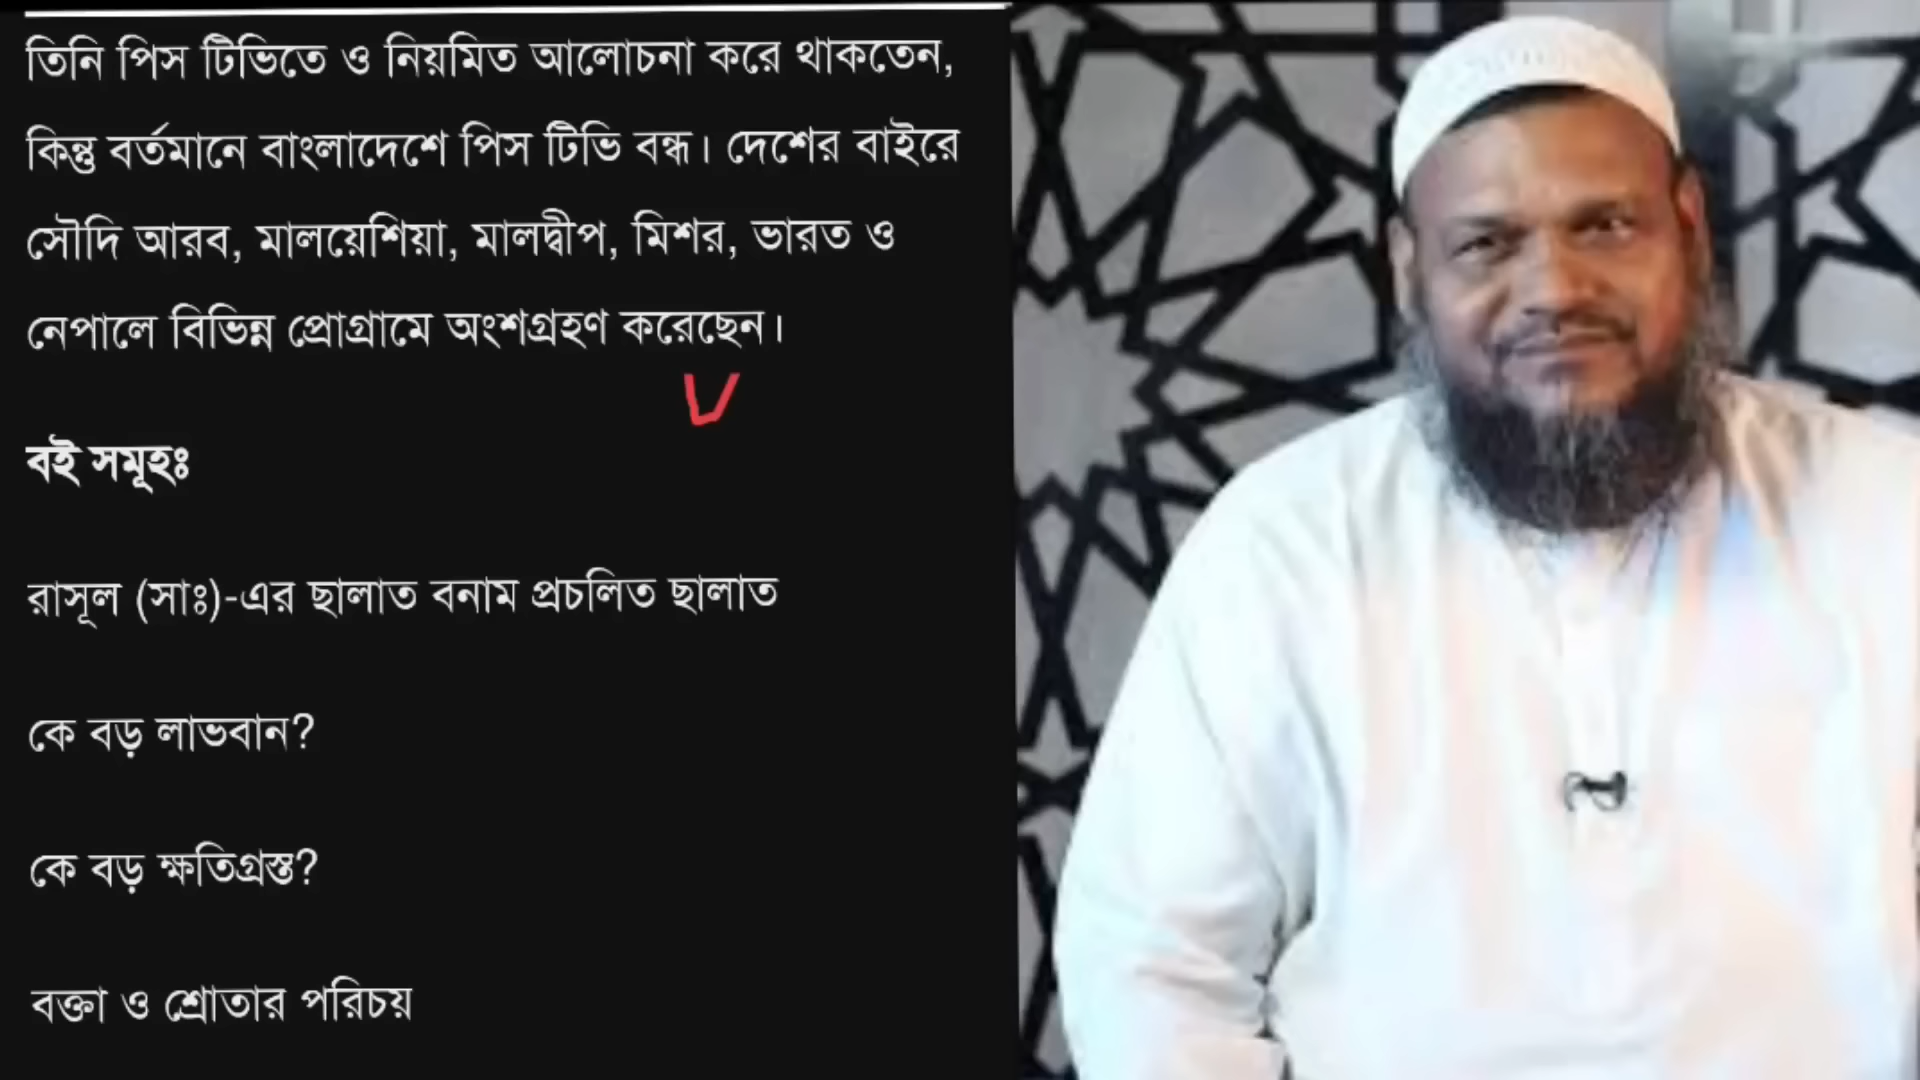 তিনি পিস টিভিতে ও নিয়মিত আলোচনা করে থাকতেন,
কিন্তু বর্তমানে বাংলাদেশে পিস টিভি বন্ধ। দেশের বাইরে
সৌদি আরব, মালয়েশিয়া, মালদ্বীপ, মিশর, ভারত ও
নেপালে বিভিন্ন প্রোগ্রামে অংশগ্রহণ করেছেন।
বই সমূহঃ
রাসূল (সাঃ)-এর ছালাত বনাম প্রচলিত ছালাত
কে বড় লাভবান?
কে বড় ক্ষতিগ্রস্ত?
বক্তা ও শ্রোতার পরিচয়